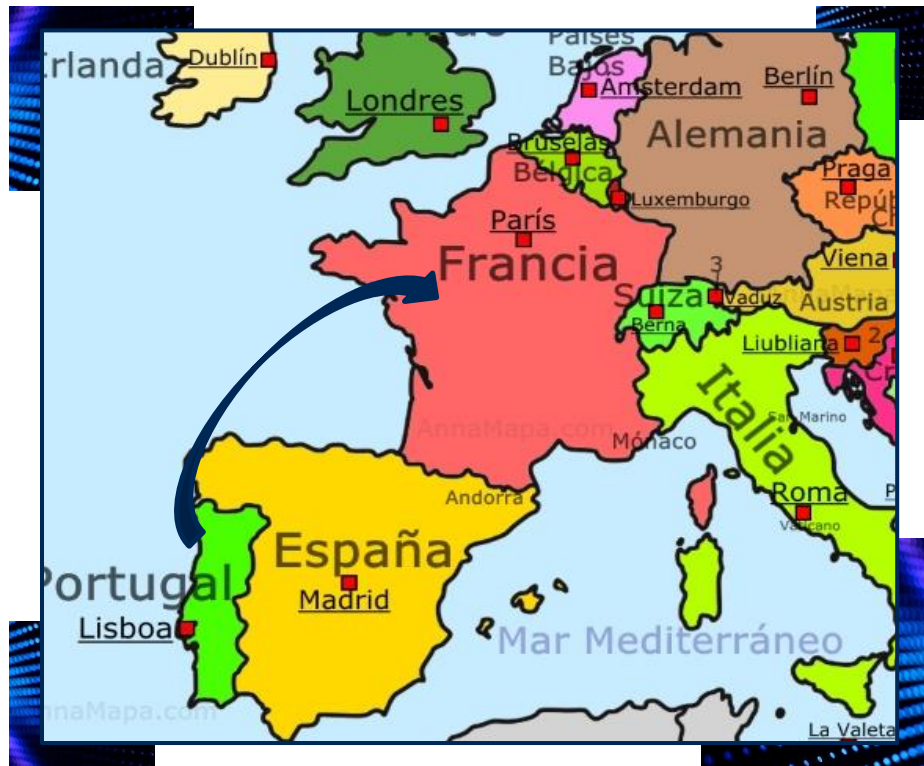 Países
Bajos
Irlanda
Dublín
Londres
Amsterdam
Berlín
Alemania
Bruselas
Bélgica
Luxemburgo
Praga
París
Francia
Viena
Austria
3
Suiza
Vaduz
Berna
Liubliana
2
Italia
San Marino
AnnaMapa.com
Mónaco
Andorra
Roma
Vaticano
España
Madrid
Portugal
Lisboa
Mar Mediterráneo
La Valeta